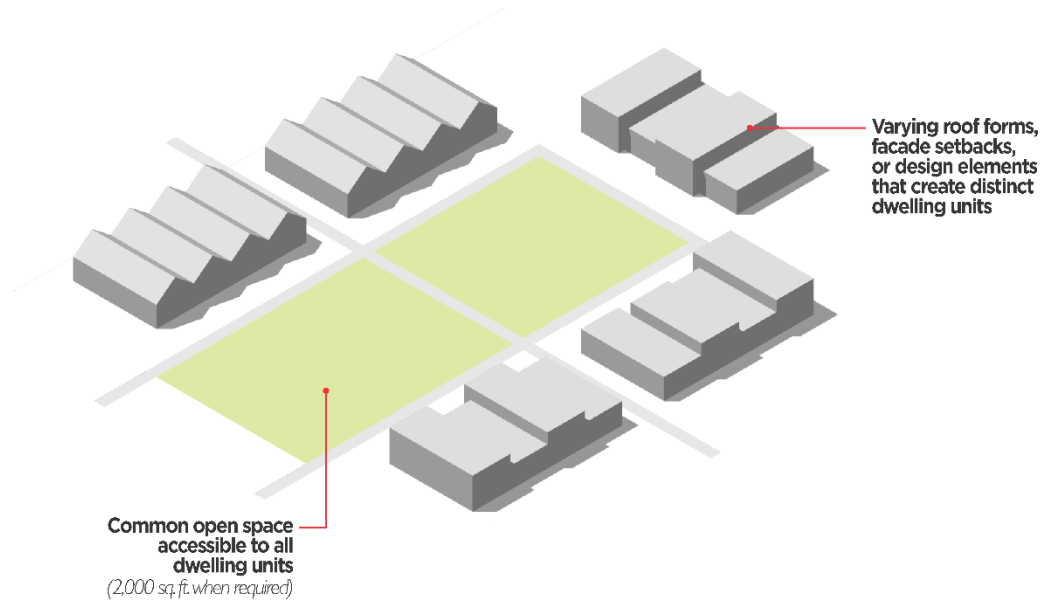 Varying roof forms,
facade setbacks,
or design elements
that create distinct
dwelling units
Common open space
accessible to all
dwelling units
(2,000 sq. ft. when required)